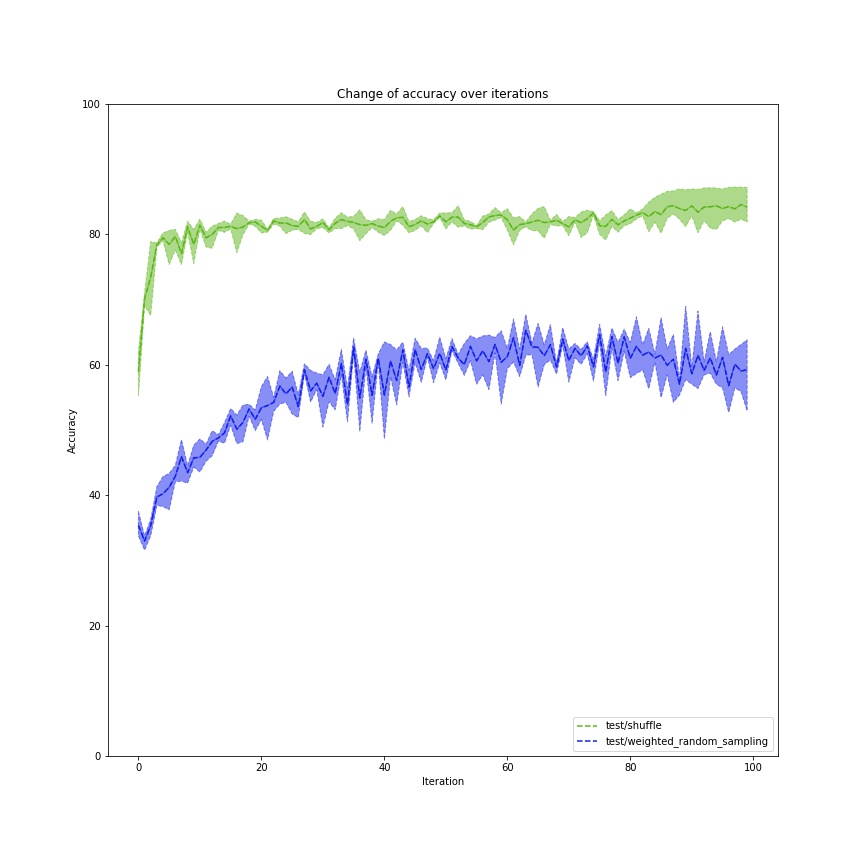 Change of accuracy over iterations
100
80
60
40
20
0
Accuracy
0 20 40 60 80 100
Iteration
test/shuffle
test/weighted_random_sampling